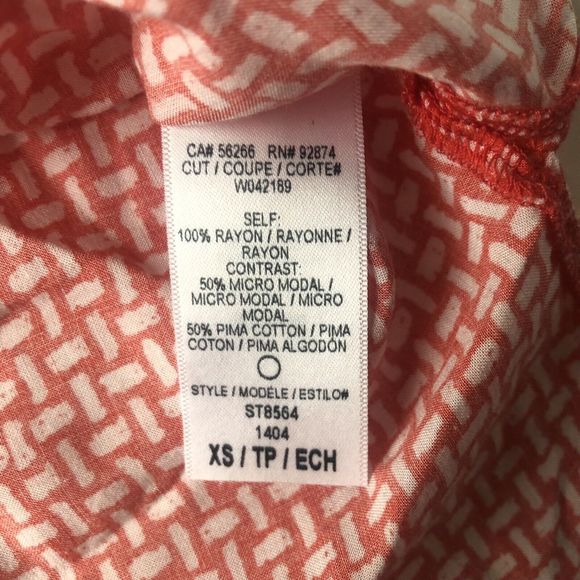 CA# 56266 RN# 92874
CUT / COUPE / CORTE#
W042189
SELF:
100% RAYON / RAYONNE /
RAYON
CONTRAST:
50% MICRO MODAL /
MICRO MODAL / MICRO
MODAL
50% PIMA COTTON / PIMA
COTON / PIMA ALGODÓN
STYLE / MODÈLE / ESTILO#
ST8564
1404
XS / TP / ECH